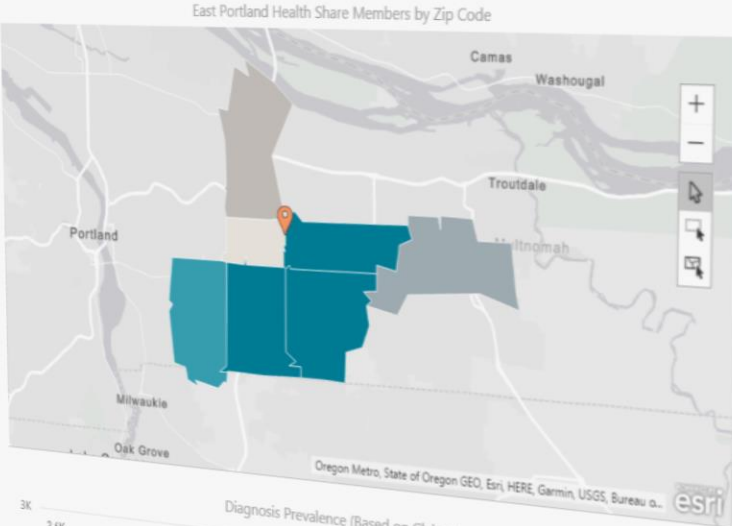 East Portland Health Share Members by Zip Code
Camas
Washougal
+
−
Troutdale
Portland
Multnomah
Milwaukie
Oak Grove
Oregon Metro, State of Oregon GEO, Esri, HERE, Garmin, USGS, Bureau o...
esri
Diagnosis Prevalence (Based on
3K